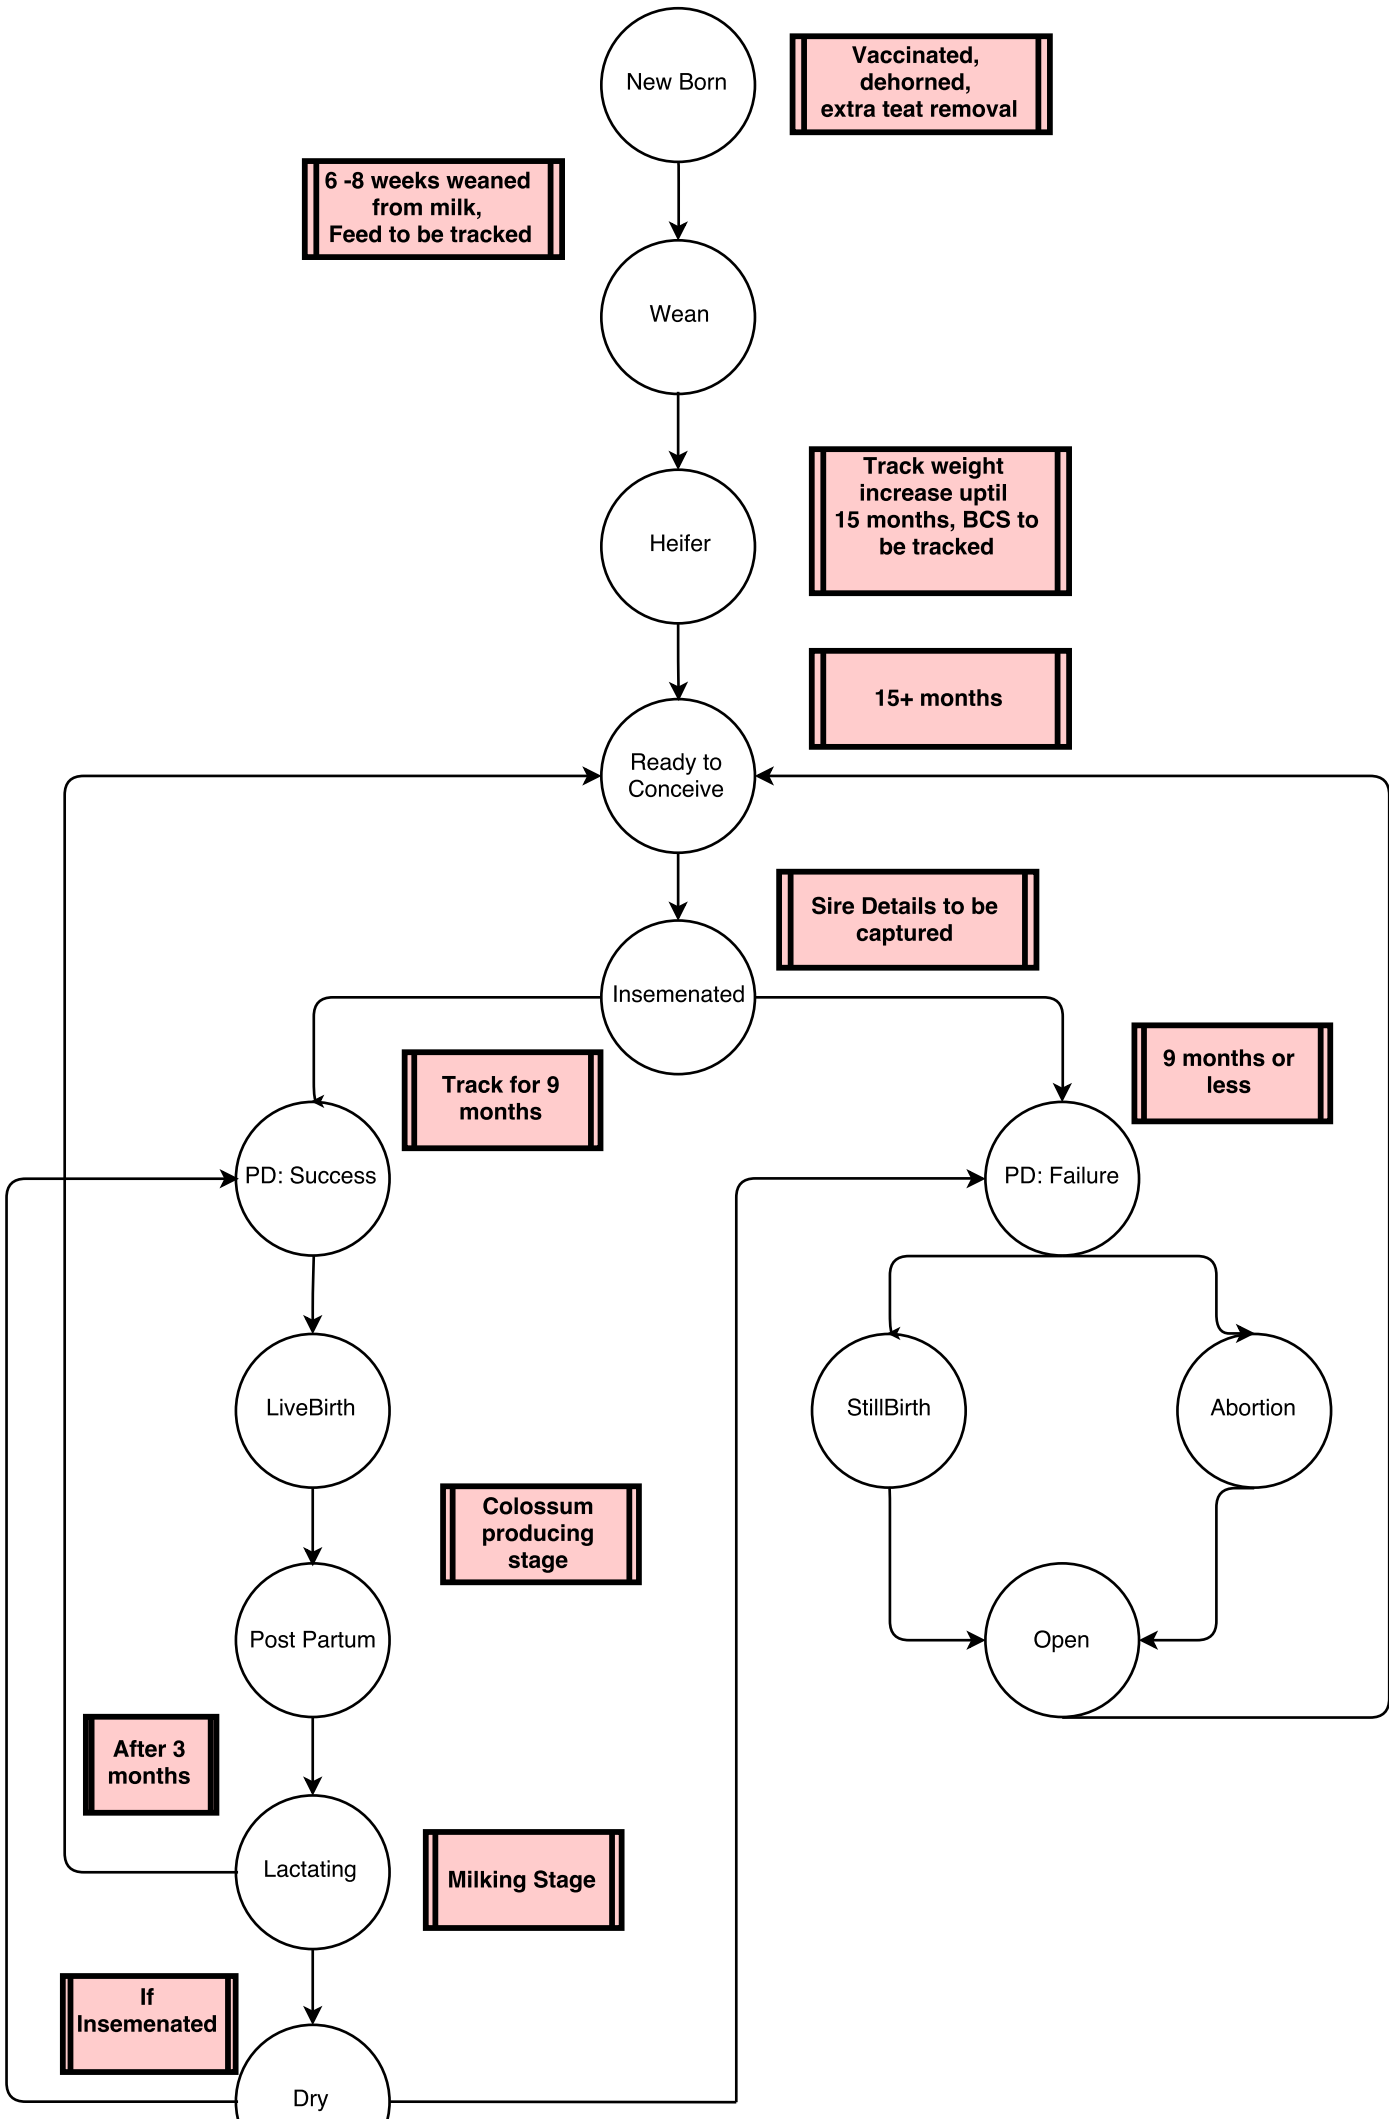 New Born
Vaccinated,
dehorned,
extra teat removal
6 -8 weeks weaned
from milk,
Feed to be tracked
Wean
Track weight
increase uptil
15 months, BCS to
be tracked
Heifer
15+ months
Ready to
Conceive
Sire Details to be
captured
Insemenated
Track for 9
months
9 months or
less
PD: Success
PD: Failure
LiveBirth
StillBirth
Abortion
Colossum
producing
stage
Post Partum
Open
After 3
months
Lactating
Milking Stage
If
Insemenated
Dry